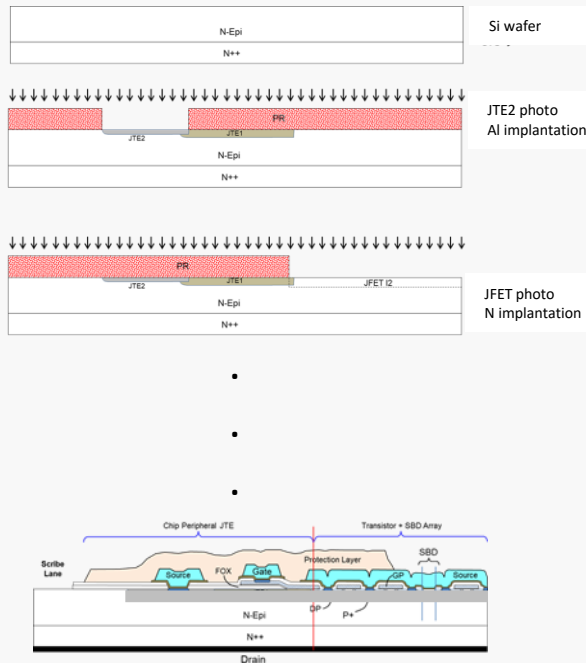 N-Epi
N++
Si wafer
PR
JTE2
JTE1
N-Epi
N++
JTE2 photo
Al implantation
PR
JTE2
JTE1
JFET I2
N-Epi
N++
JFET photo
N implantation
Chip Peripheral JTE
Transistor + SBD Array
Scribe
Lane
Source
FOX
Gate
Protection Layer
GP
SBD
Source
DP
P+
N-Epi
N++
Drain